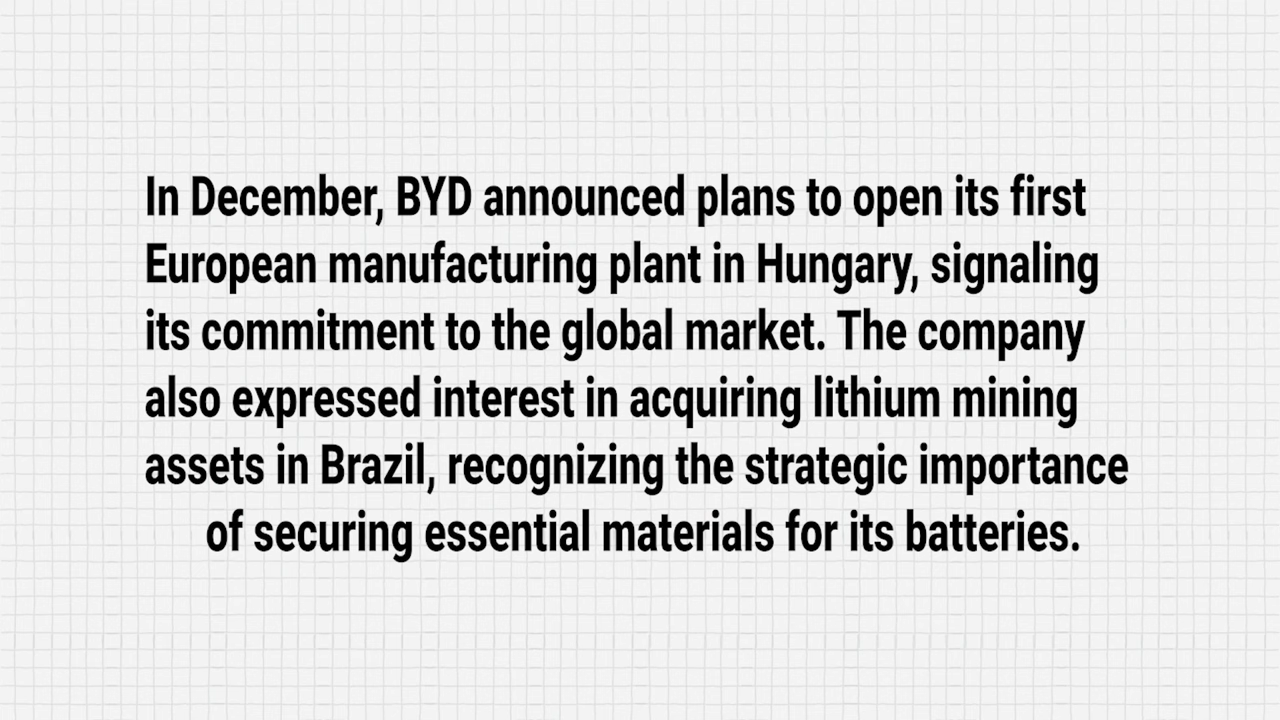 In December, BYD announced plans to open its first
European manufacturing plant in Hungary, signaling
its commitment to the global market. The company
also expressed interest in acquiring lithium mining
assets in Brazil, recognizing the strategic importance
of securing essential materials for its batteries.